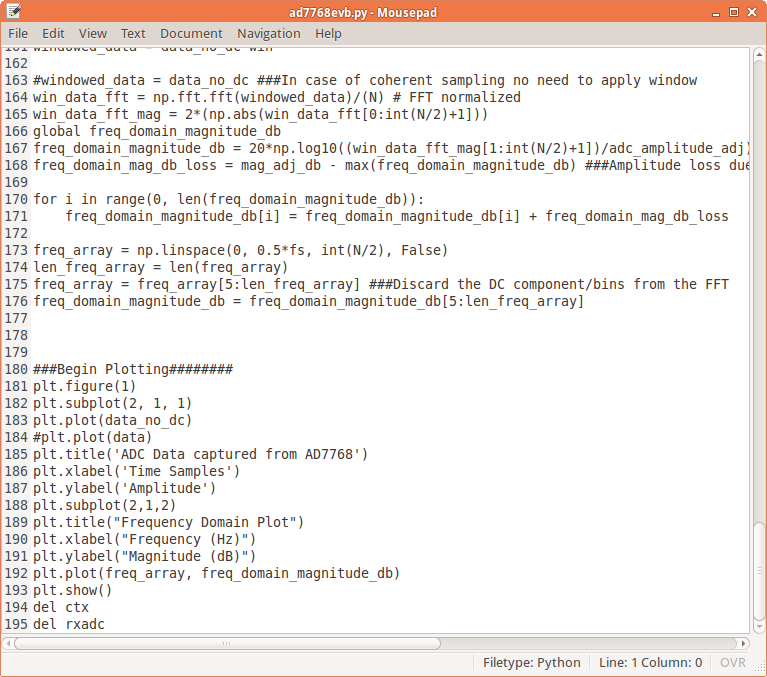 ad7768evb.py - Mousepad
File Edit View Text Document Navigation Help
161 windowed_data = data_no_dc*win
162
163 #windowed_data = data_no_dc ###In case of coherent sampling no need to apply window
164 win_data_fft = np.fft.fft(windowed_data)/(N) # FFT normalized
165 win_data_fft_mag = 2*(np.abs(win_data_fft[0:int(N/2)+1]))
166 global freq_domain_magnitude_db
167 freq_domain_magnitude_db = 20*np.log10((win_data_fft_mag[1:int(N/2)+1])/adc_amplitude_adj)
168 freq_domain_mag_db_loss = mag_adj_db - max(freq_domain_magnitude_db) ###Amplitude loss due
169
170 for i in range(0, len(freq_domain_magnitude_db)):
171     freq_domain_magnitude_db[i] = freq_domain_magnitude_db[i] + freq_domain_mag_db_loss
172
173 freq_array = np.linspace(0, 0.5*fs, int(N/2), False)
174 len_freq_array = len(freq_array)
175 freq_array = freq_array[5:len_freq_array] ###Discard the DC component/bins from the FFT
176 freq_domain_magnitude_db = freq_domain_magnitude_db[5:len_freq_array]
177
178
179
180 ###Begin Plotting########
181 plt.figure(1)
182 plt.subplot(2, 1, 1)
183 plt.plot(data_no_dc)
184 #plt.plot(data)
185 plt.title('ADC Data captured from AD7768')
186 plt.xlabel('Time Samples')
187 plt.ylabel('Amplitude')
188 plt.subplot(2,1,2)
189 plt.title("Frequency Domain Plot")
190 plt.xlabel("Frequency (Hz)")
191 plt.ylabel("Magnitude (dB)")
192 plt.plot(freq_array, freq_domain_magnitude_db)
193 plt.show()
194 del ctx
195 del rxadc
Filetype: Python Line: 1 Column: 0 OVR